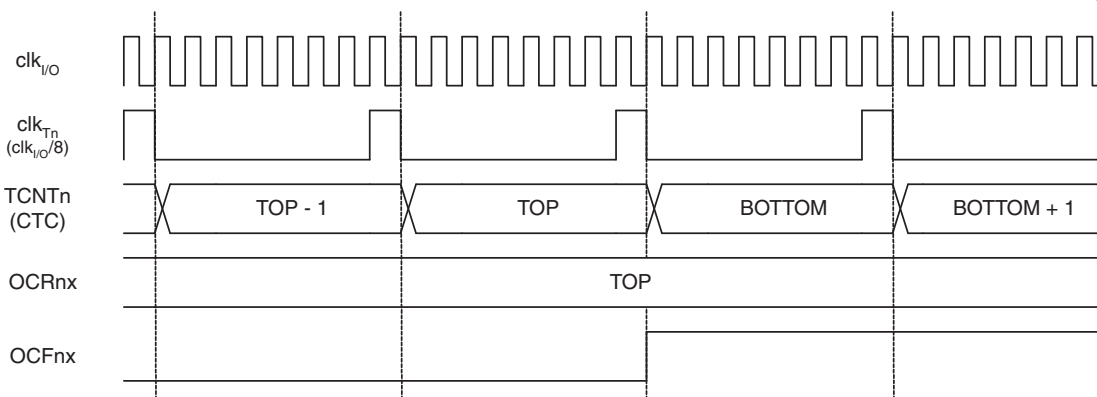 clkI/O
clkTn
(clkI/O/8)
TCNTn
(CTC)
TOP - 1
TOP
BOTTOM
BOTTOM + 1
OCRnx
TOP
OCFnx